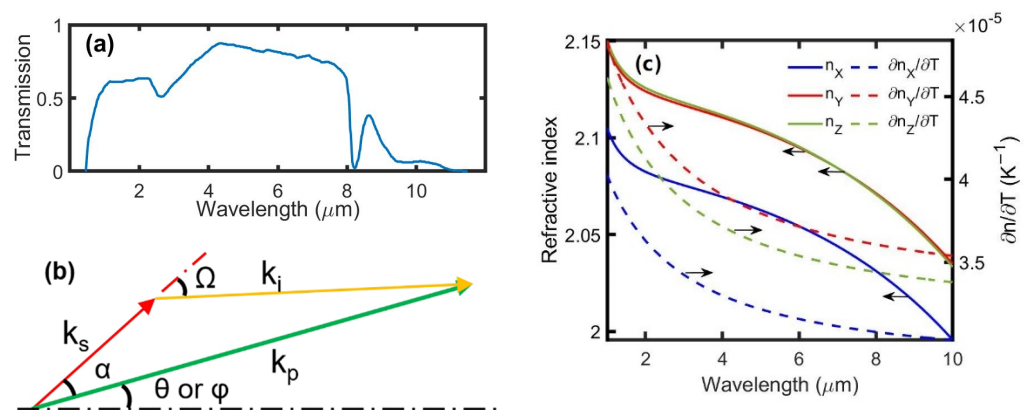 (a)
Transmission
1
0.5
0
2
4
6
8
10
Wavelength (μm)
(b)
Ω
k_i
k_s
α
k_p
θ or φ
(c)
×10^-5
Refractive index
2.15
2.1
2.05
2
n_X ∂n_X/∂T
n_Y ∂n_Y/∂T
n_Z ∂n_Z/∂T
4.5
4
3.5
∂n/∂T (K^-1)
2
4
6
8
10
Wavelength (μm)